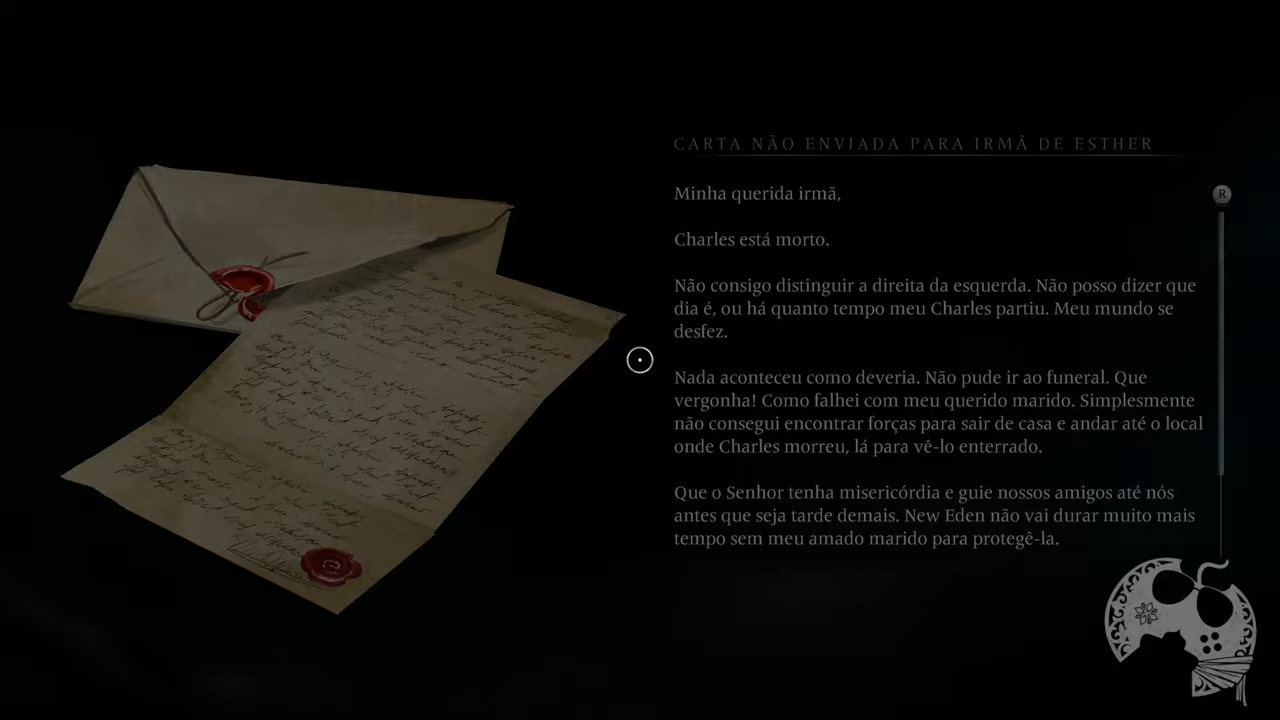 CARTA NÃO ENVIADA PARA IRMÃ DE ESTHER
Minha querida irmã,
Charles está morto.
Não consigo distinguir a direita da esquerda. Não posso dizer que
dia é, ou há quanto tempo meu Charles partiu. Meu mundo se
desfez.
Nada aconteceu como deveria. Não pude ir ao funeral. Que
vergonha! Como falhei com meu querido marido. Simplesmente
não consegui encontrar forças para sair de casa e andar até o local
onde Charles morreu, lá para vê-lo enterrado.
Que o Senhor tenha misericórdia e guie nossos amigos até nós
antes que seja tarde demais. New Eden não vai durar muito mais
tempo sem meu amado marido para protegê-la.
R